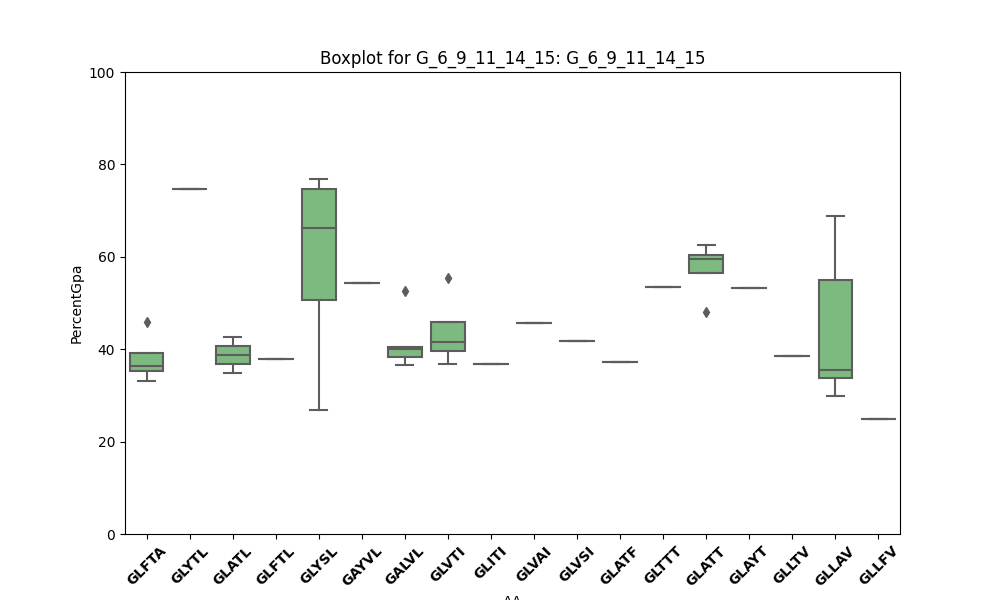 Boxplot for G_6_9_11_14_15: G_6_9_11_14_15
100
80
60
40
20
0
PercentGpa
GLFTA
GLYTL
GLATL
GLFTL
GLYSL
GAYVL
GALVL
GLVTI
GLITI
GLVAI
GLVSI
GLATF
GLTTT
GLATT
GLAYT
GLLTV
GLLAV
GLLFV
AA